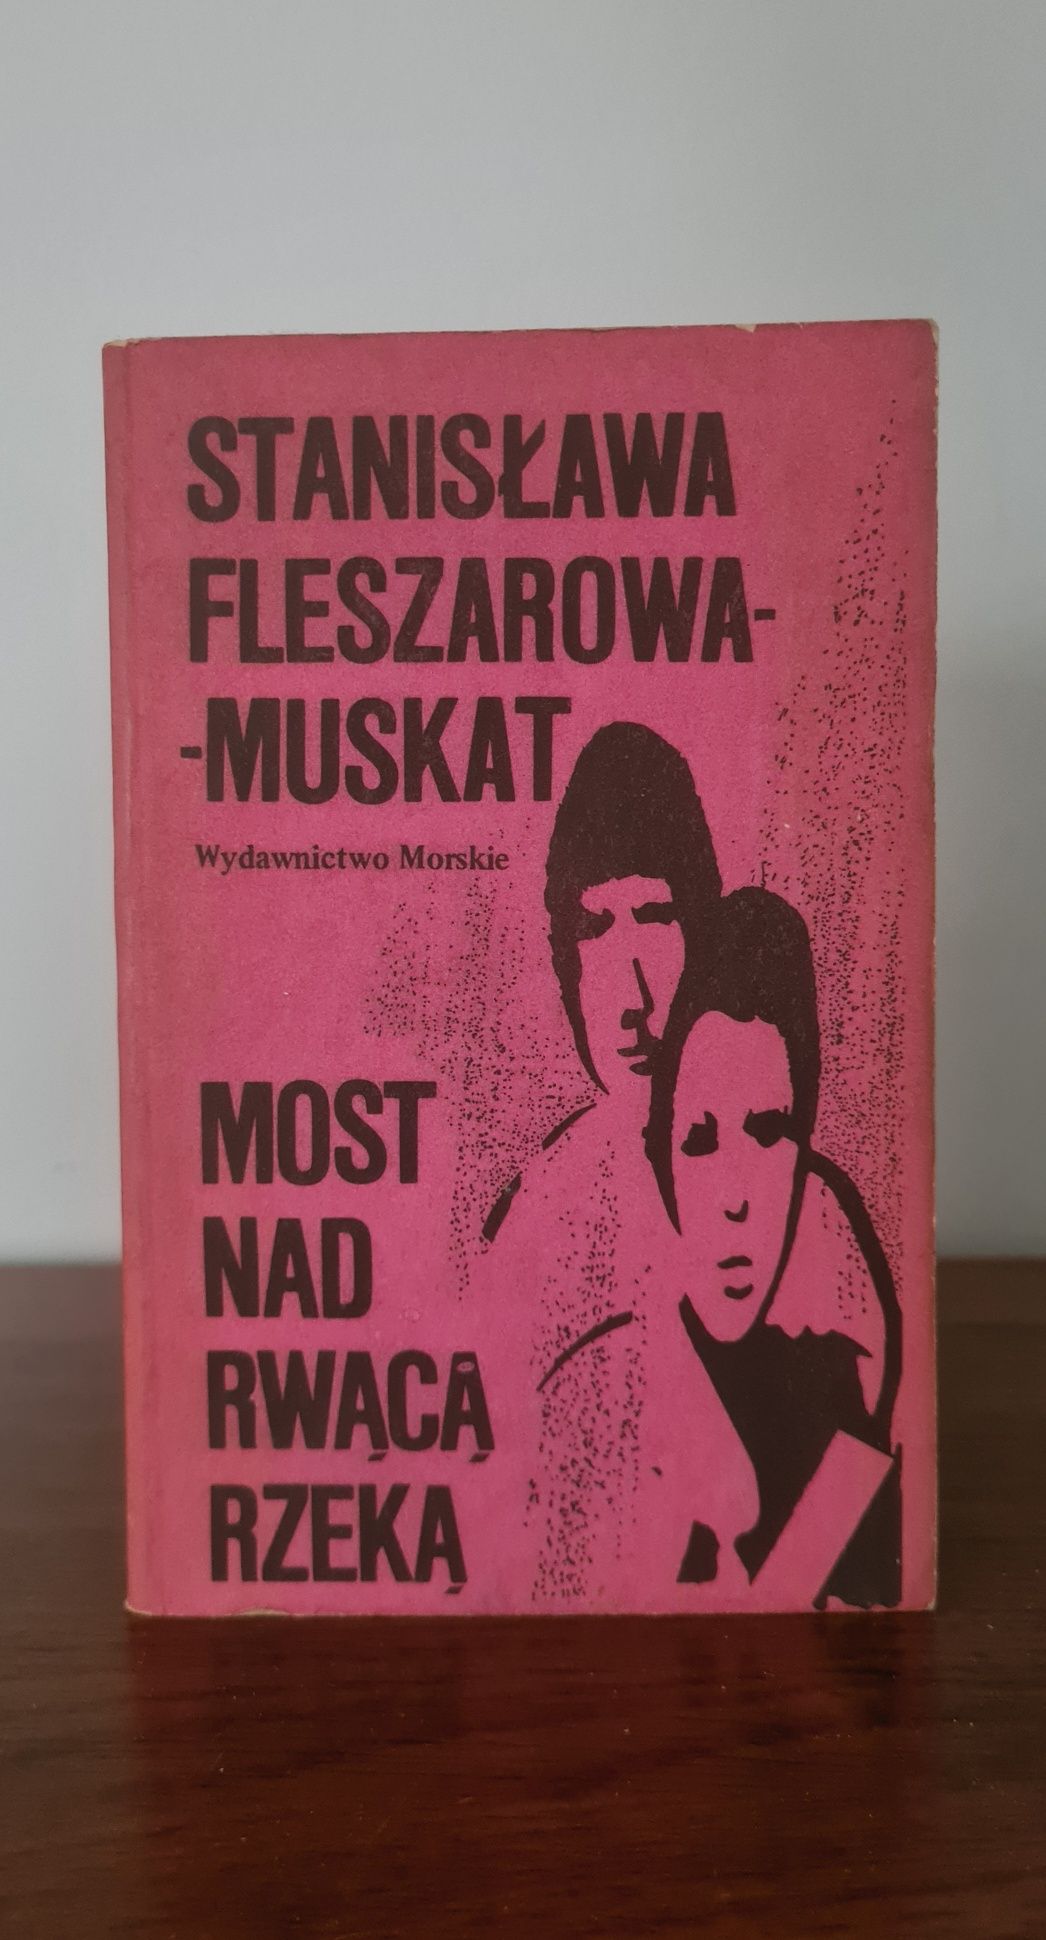 STANISŁAWA
FLESZAROWA-
-MUSKAT
Wydawnictwo Morskie
MOST
NAD
RWĄCĄ
RZEKĄ